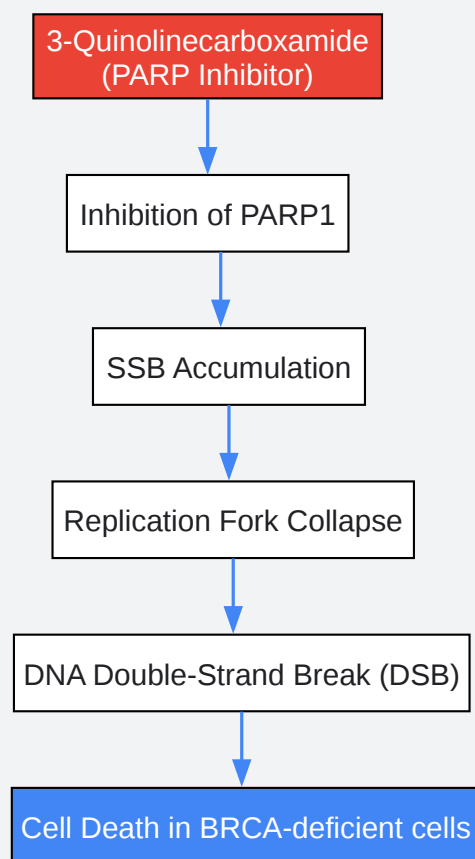 3-Quinolinecarboxamide
(PARP Inhibitor)
Inhibition of PARP1
SSB Accumulation
Replication Fork Collapse
DNA Double-Strand Break (DSB)
Cell Death in BRCA-deficient cells